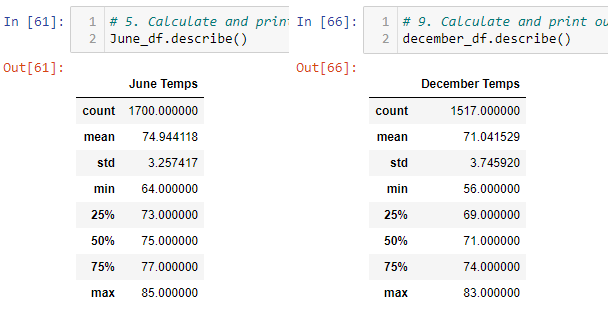 In [61]:
1 # 5. Calculate and print
2 June_df.describe()
Out[61]:
June Temps
count 1700.000000
mean 74.944118
std 3.257417
min 64.000000
25% 73.000000
50% 75.000000
75% 77.000000
max 85.000000
In [66]:
1 # 9. Calculate and print ou
2 december_df.describe()
Out[66]:
December Temps
count 1517.000000
mean 71.041529
std 3.745920
min 56.000000
25% 69.000000
50% 71.000000
75% 74.000000
max 83.000000